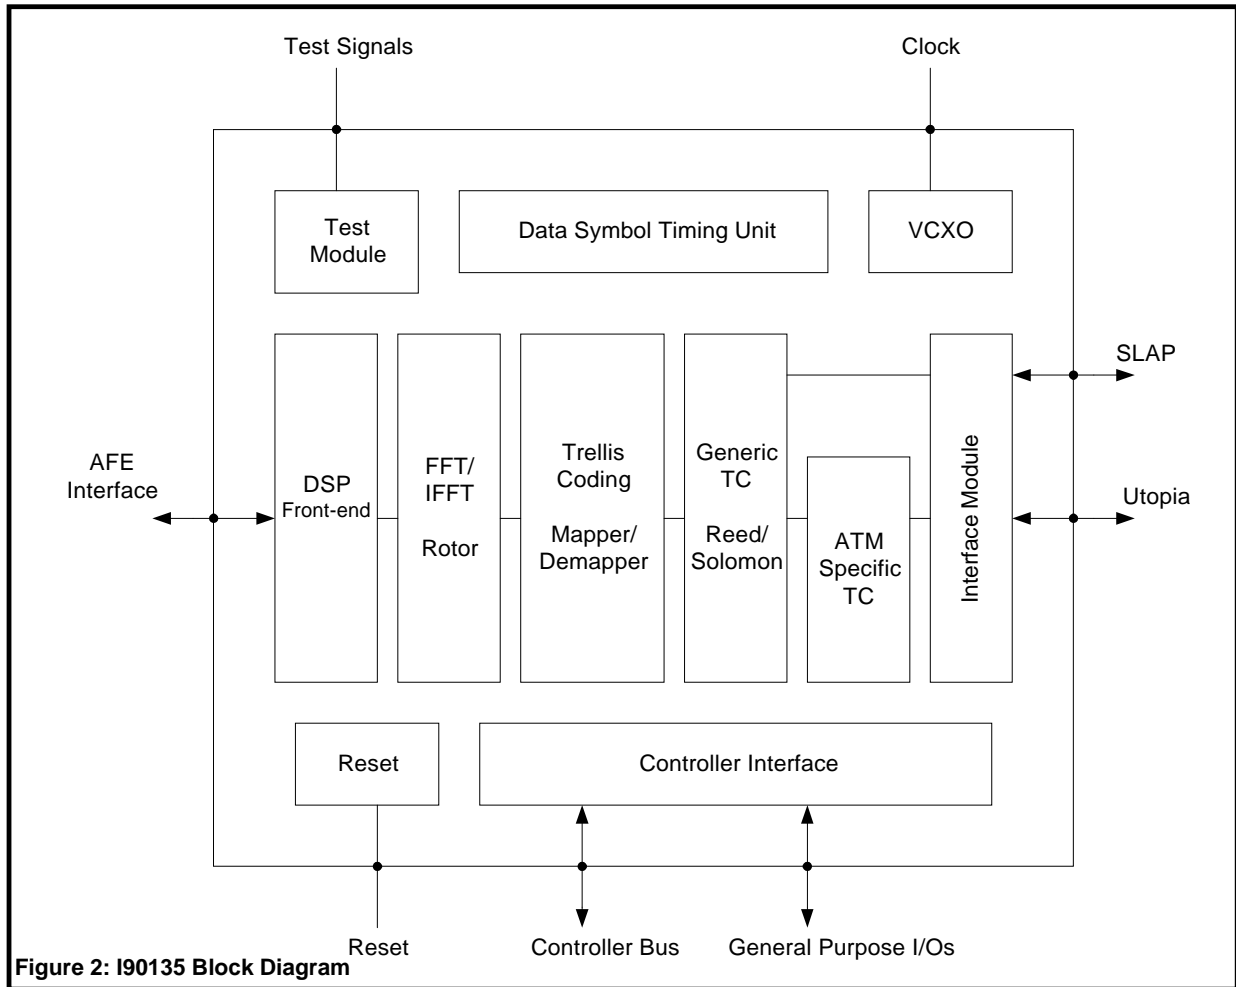 Test Signals
Clock
Test
Module
Data Symbol Timing Unit
VCXO
SLAP
AFE
Interface
DSP
Front-end
FFT/
IFFT
Rotor
Trellis
Coding
Mapper/
Demapper
Generic
TC
Reed/
Solomon
ATM
Specific
TC
Interface Module
Utopia
Reset
Controller Interface
Reset
Controller Bus
General Purpose I/Os
Figure 2: I90135 Block Diagram